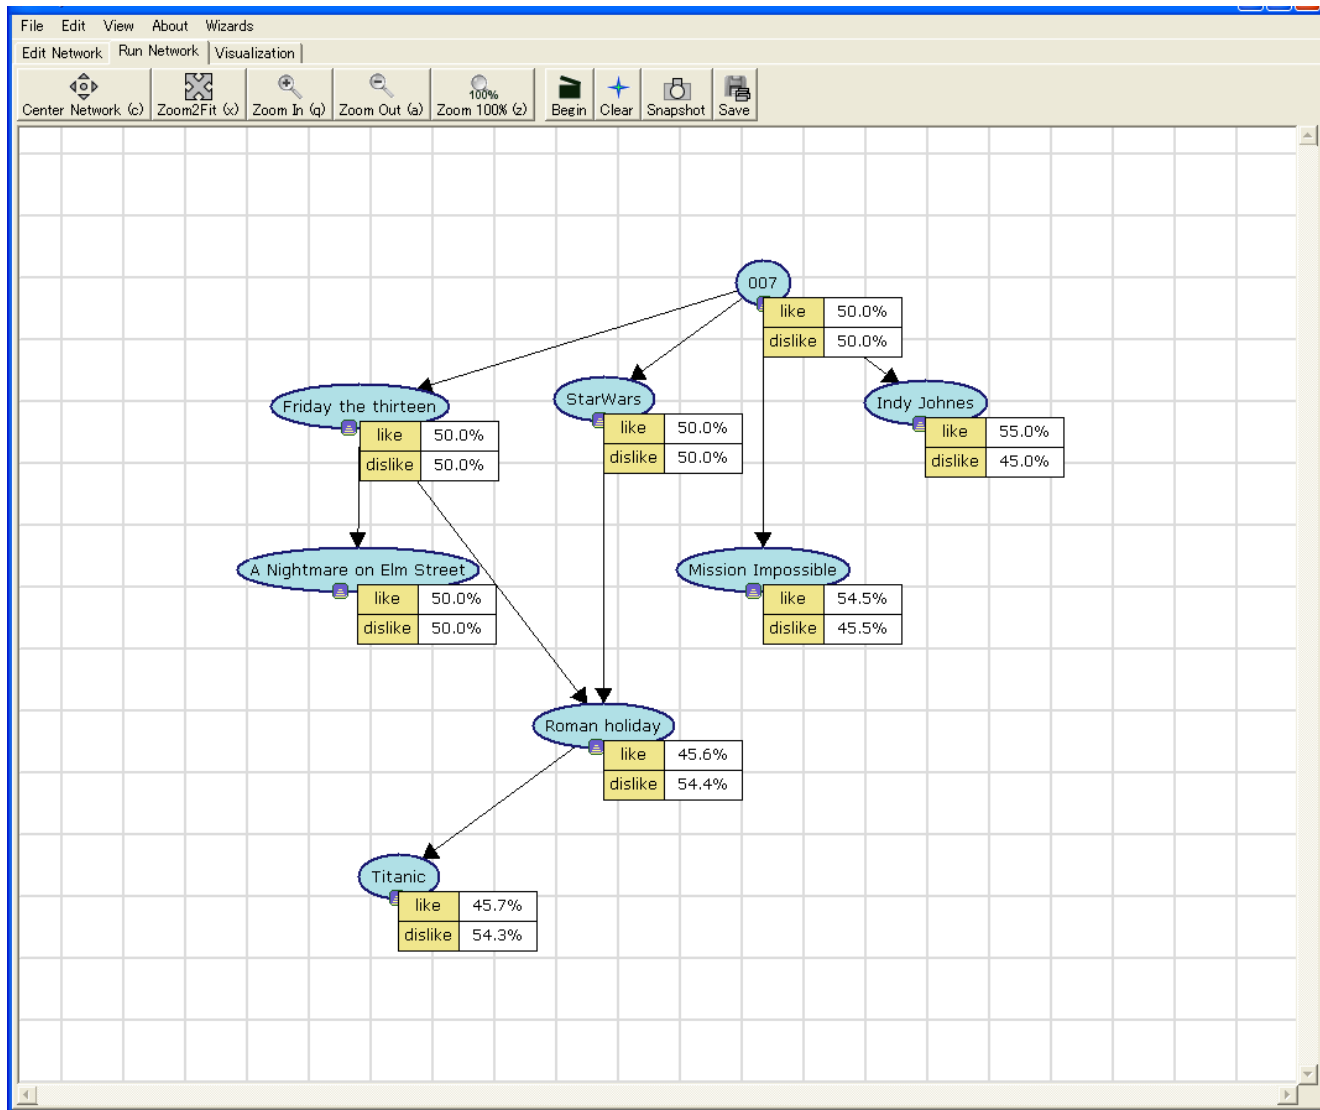 File Edit View About Wizards
Edit Network Run Network Visualization
Center Network (c) Zoom2Fit (x) Zoom In (q) Zoom Out (a) 100% Zoom 100% (z) Begin Clear Snapshot Save
007
like 50.0%
dislike 50.0%
Friday the thirteen
like 50.0%
dislike 50.0%
StarWars
like 50.0%
dislike 50.0%
Indy Johnes
like 55.0%
dislike 45.0%
A Nightmare on Elm Street
like 50.0%
dislike 50.0%
Mission Impossible
like 54.5%
dislike 45.5%
Roman holiday
like 45.6%
dislike 54.4%
Titanic
like 45.7%
dislike 54.3%